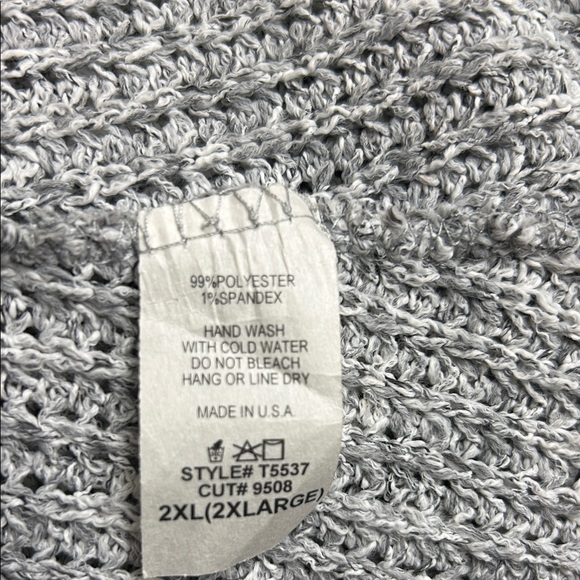 99%POLYESTER
1%SPANDEX
HAND WASH
WITH COLD WATER
DO NOT BLEACH
HANG OR LINE DRY
MADE IN U.S.A.
STYLE# T5537
CUT# 9508
2XL(2XLARGE)